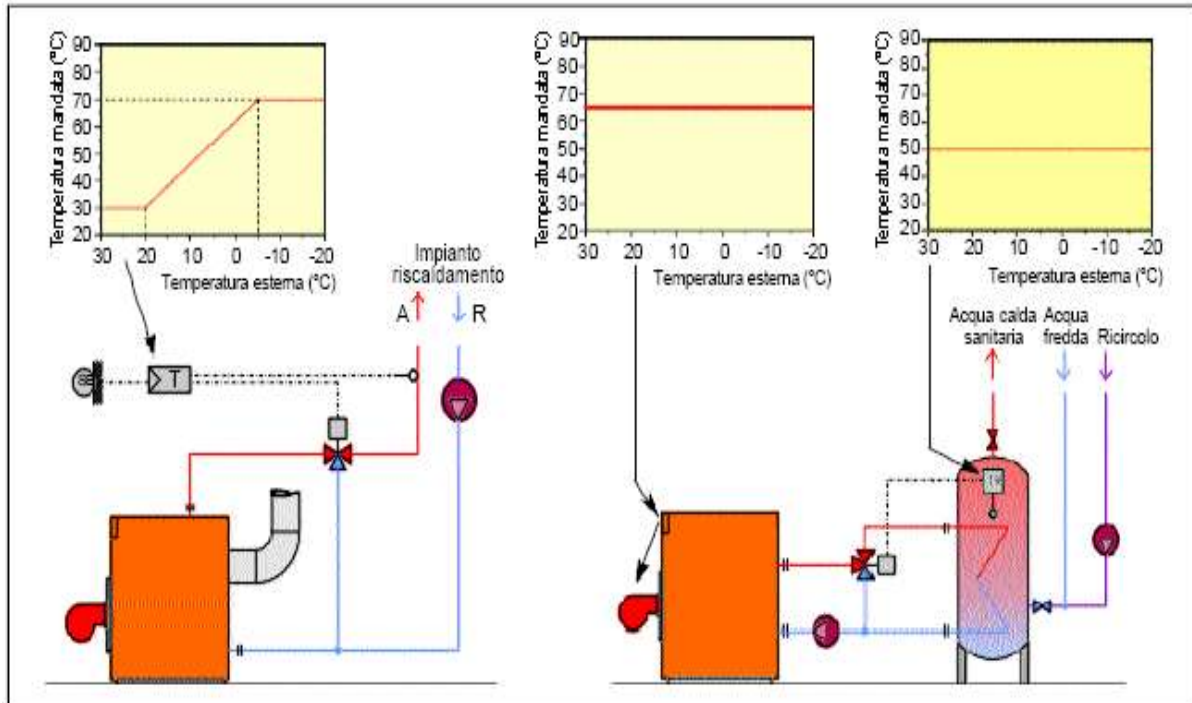 Temperatura mandata (°C)
90
80
70
60
50
40
30
20
30 20 10 0 -10 -20
Temperatura esterna (°C)
Temperatura mandata (°C)
90
80
70
60
50
40
30
20
30 20 10 0 -10 -20
Temperatura esterna (°C)
Temperatura mandata (°C)
90
80
70
60
50
40
30
20
30 20 10 0 -10 -20
Temperatura esterna (°C)
Impianto
riscaldamento
A R
T
Acqua calda
sanitaria
Acqua
fredda
Ricircolo